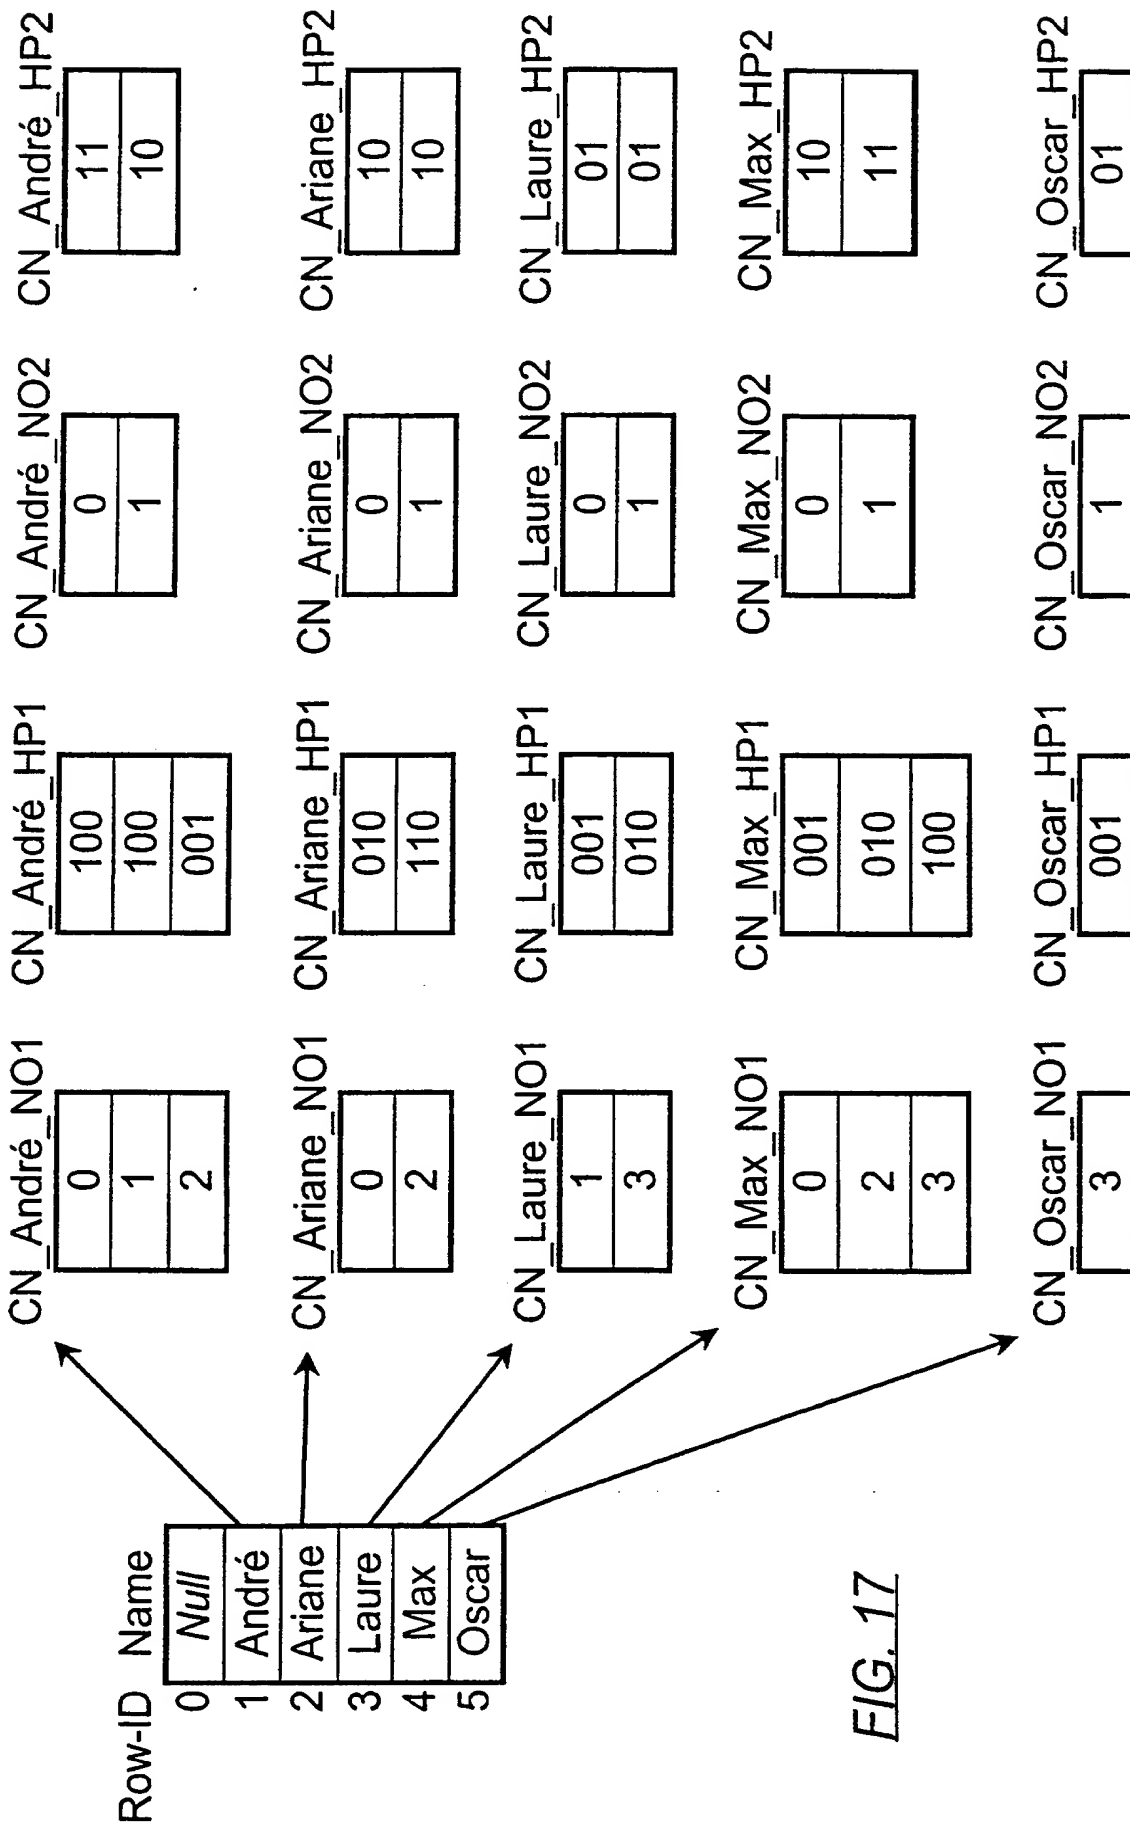 Row-ID Name
0 Null
1 André
2 Ariane
3 Laure
4 Max
5 Oscar
CN_André_NO1
0
1
2
CN_André_HP1
100
100
001
CN_André_NO2
0
1
CN_André_HP2
11
10
CN_Ariane_NO1
0
2
CN_Ariane_HP1
010
110
CN_Ariane_NO2
0
1
CN_Ariane_HP2
10
10
CN_Laure_NO1
1
3
CN_Laure_HP1
001
010
CN_Laure_NO2
0
1
CN_Laure_HP2
01
01
CN_Max_NO1
0
2
3
CN_Max_HP1
001
010
100
CN_Max_NO2
0
1
CN_Max_HP2
10
11
CN_Oscar_NO1
3
CN_Oscar_HP1
001
CN_Oscar_NO2
1
CN_Oscar_HP2
01
FIG. 17